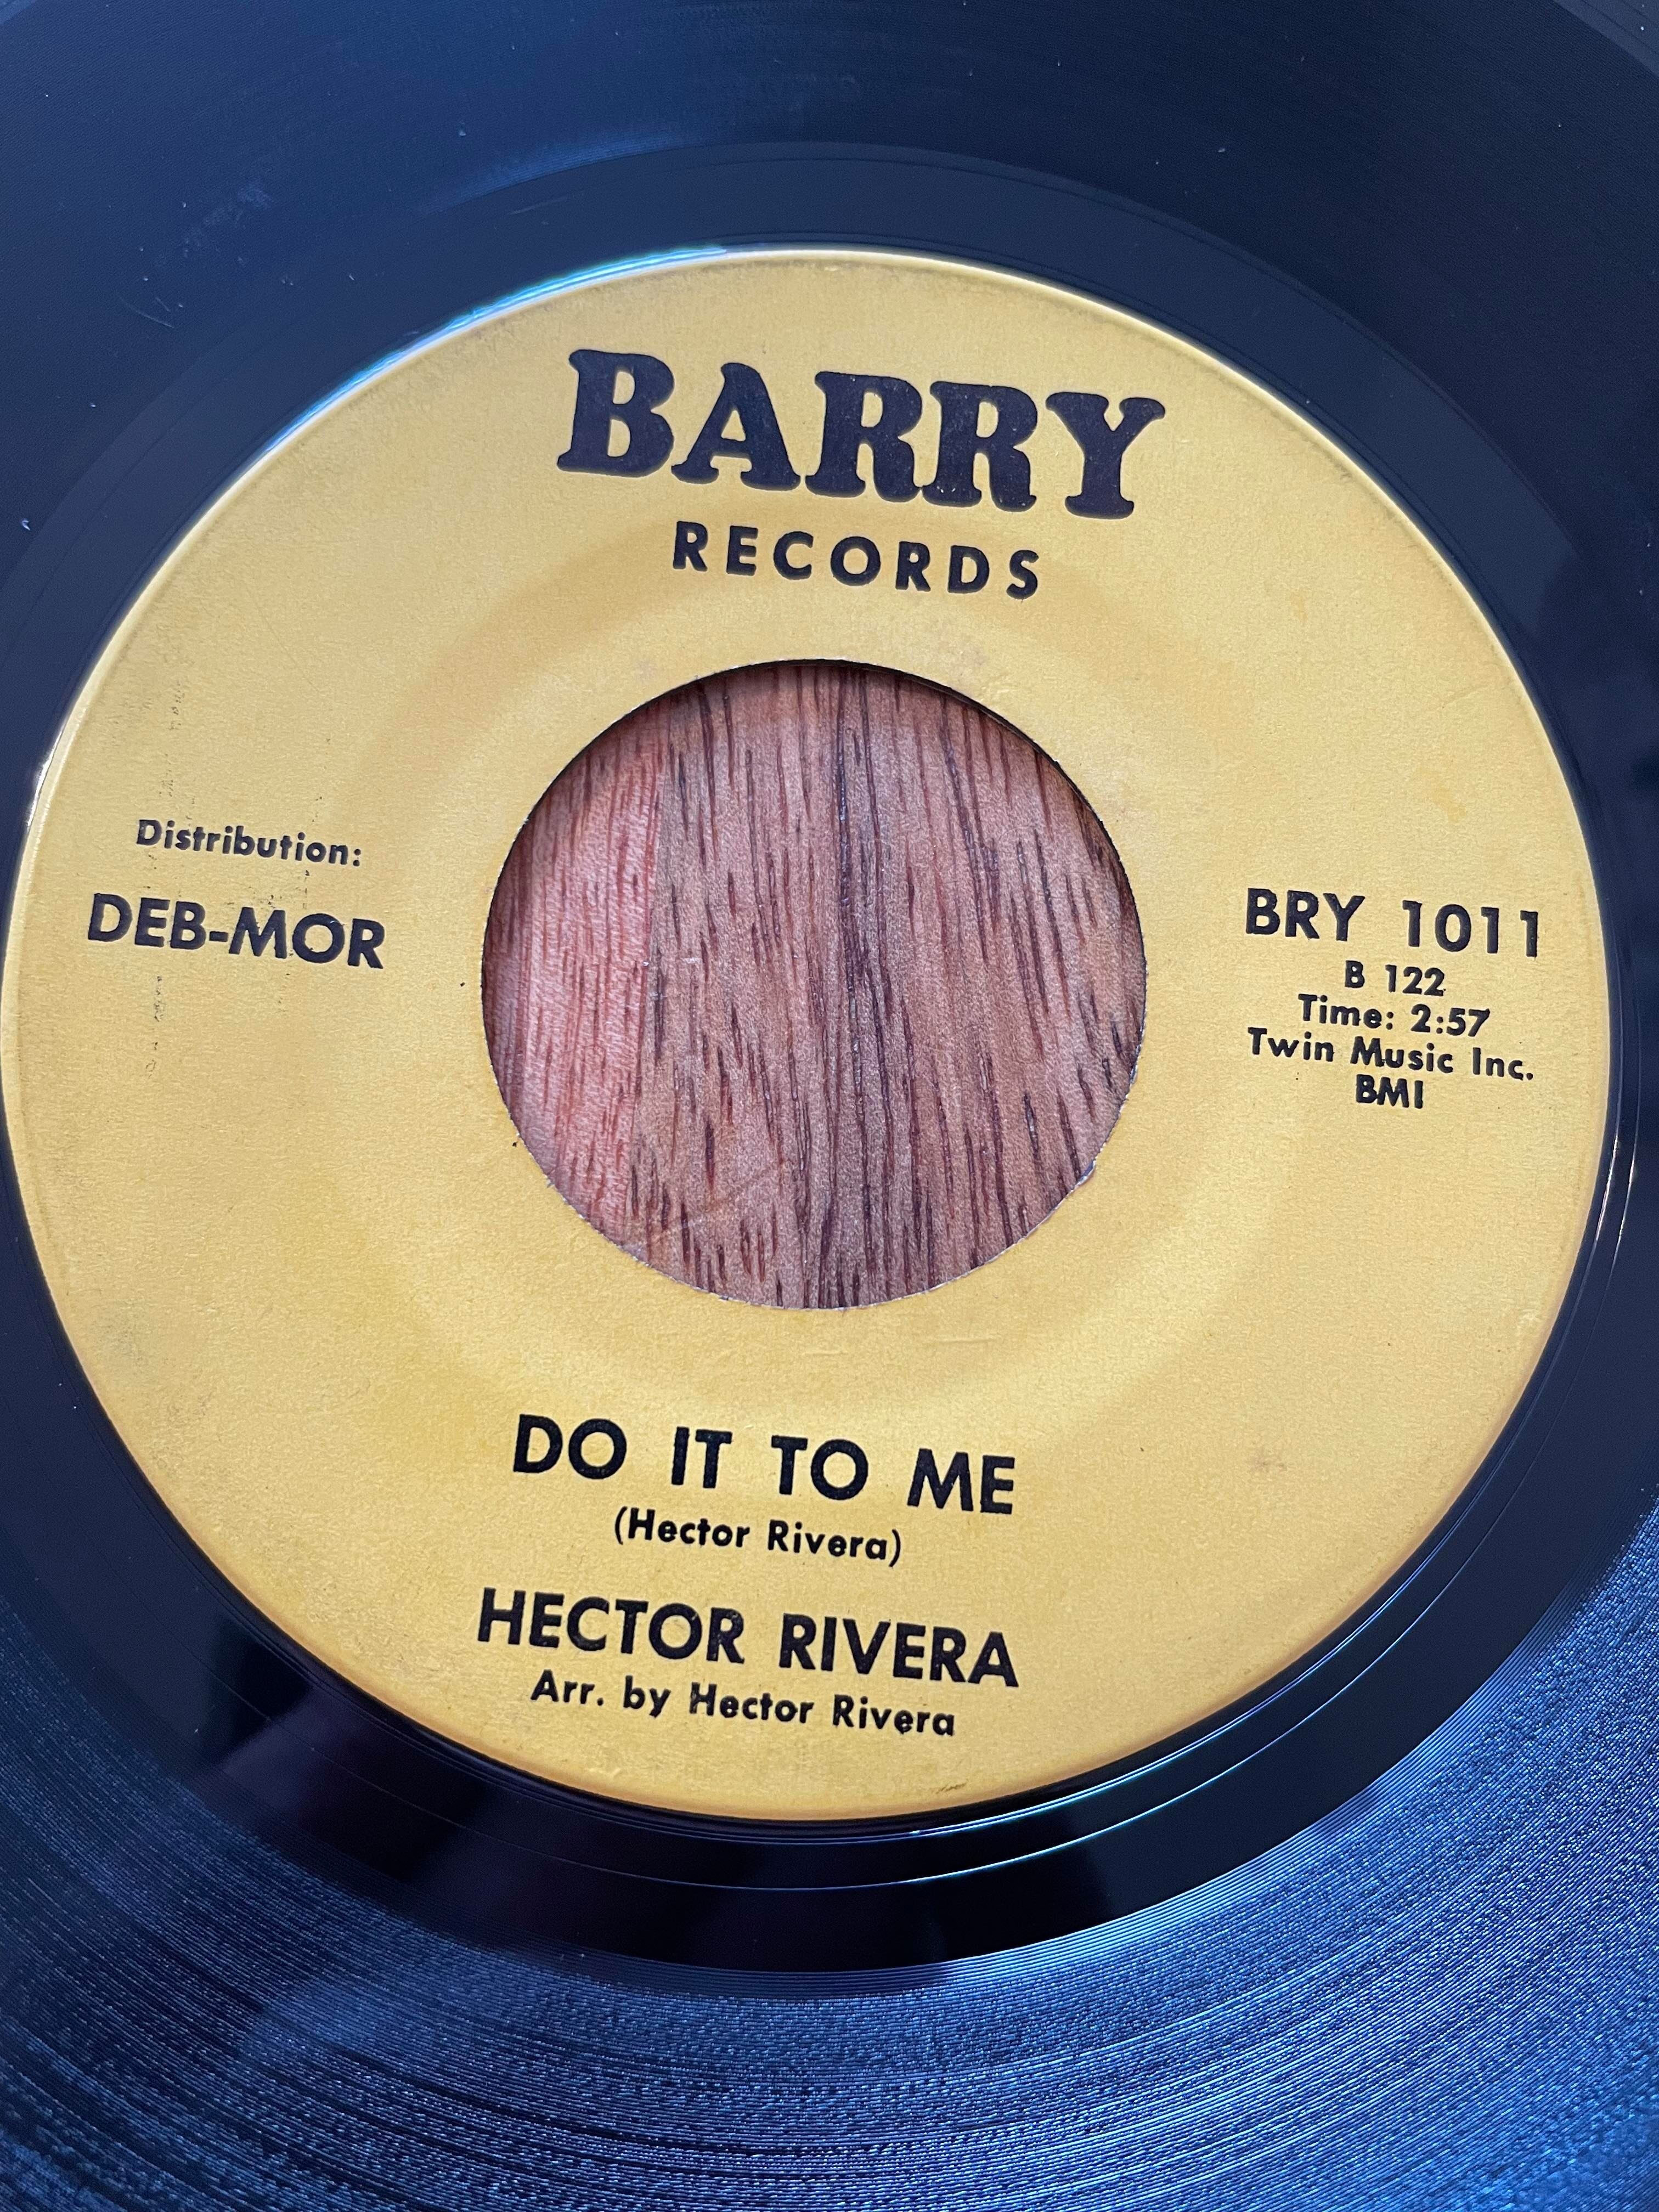 BARRY
RECORDS
Distribution:
DEB-MOR
BRY 1011
B 122
Time: 2:57
Twin Music Inc.
BMI
DO IT TO ME
(Hector Rivera)
HECTOR RIVERA
Arr. by Hector Rivera